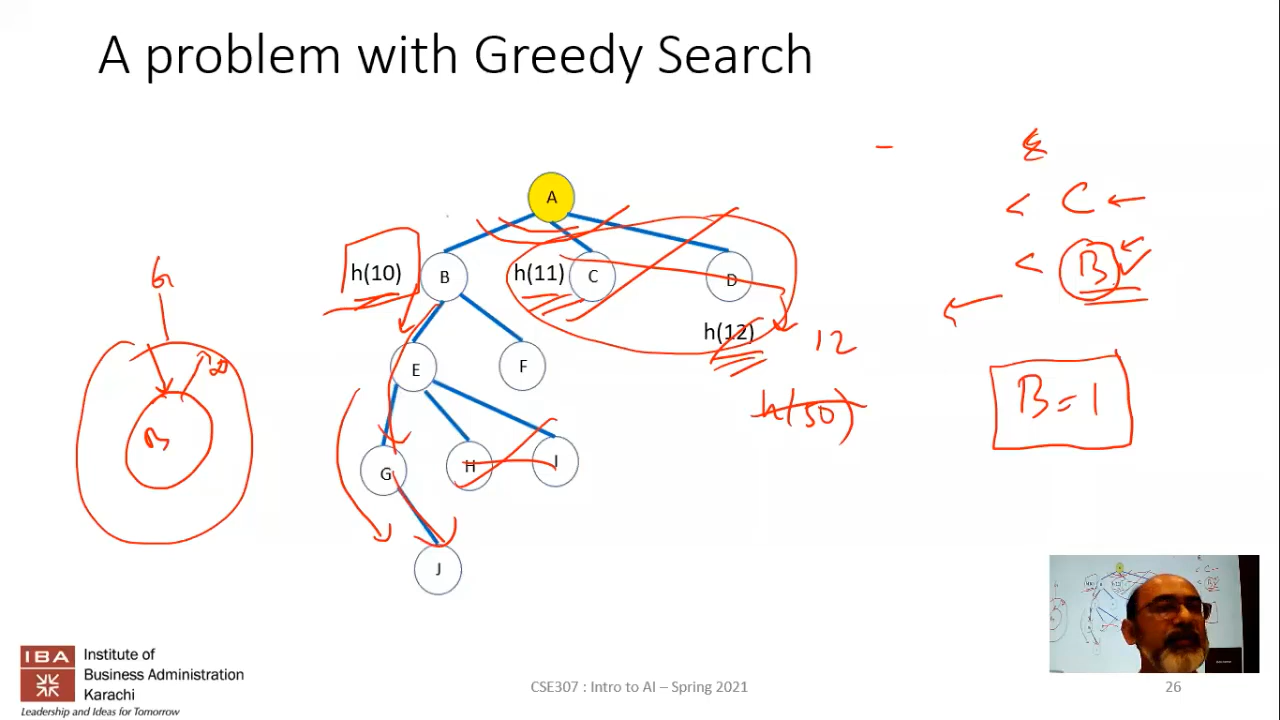 A problem with Greedy Search
A
C
B
h(10)
B
h(11)
C
D
h(12)
12
E
F
h(50)
B = 1
B
G
H
I
J
IBA
Institute of
Business Administration
Karachi
Leadership and Ideas for Tomorrow
CSE307 : Intro to AI – Spring 2021
26